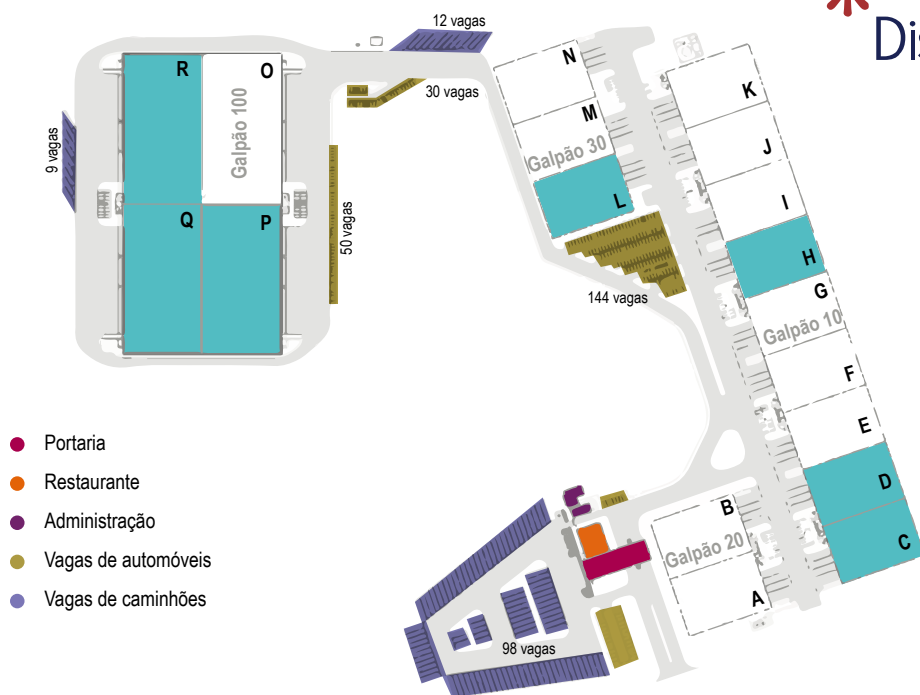 12 vagas
Dis
R
O
N
30 vagas
K
M
Galpão 100
9 vagas
Galpão 30
J
L
I
Q
P
50 vagas
H
144 vagas
G
Galpão 10
F
E
Portaria
Restaurante
Administração
Vagas de automóveis
Vagas de caminhões
D
B
Galpão 20
C
A
98 vagas